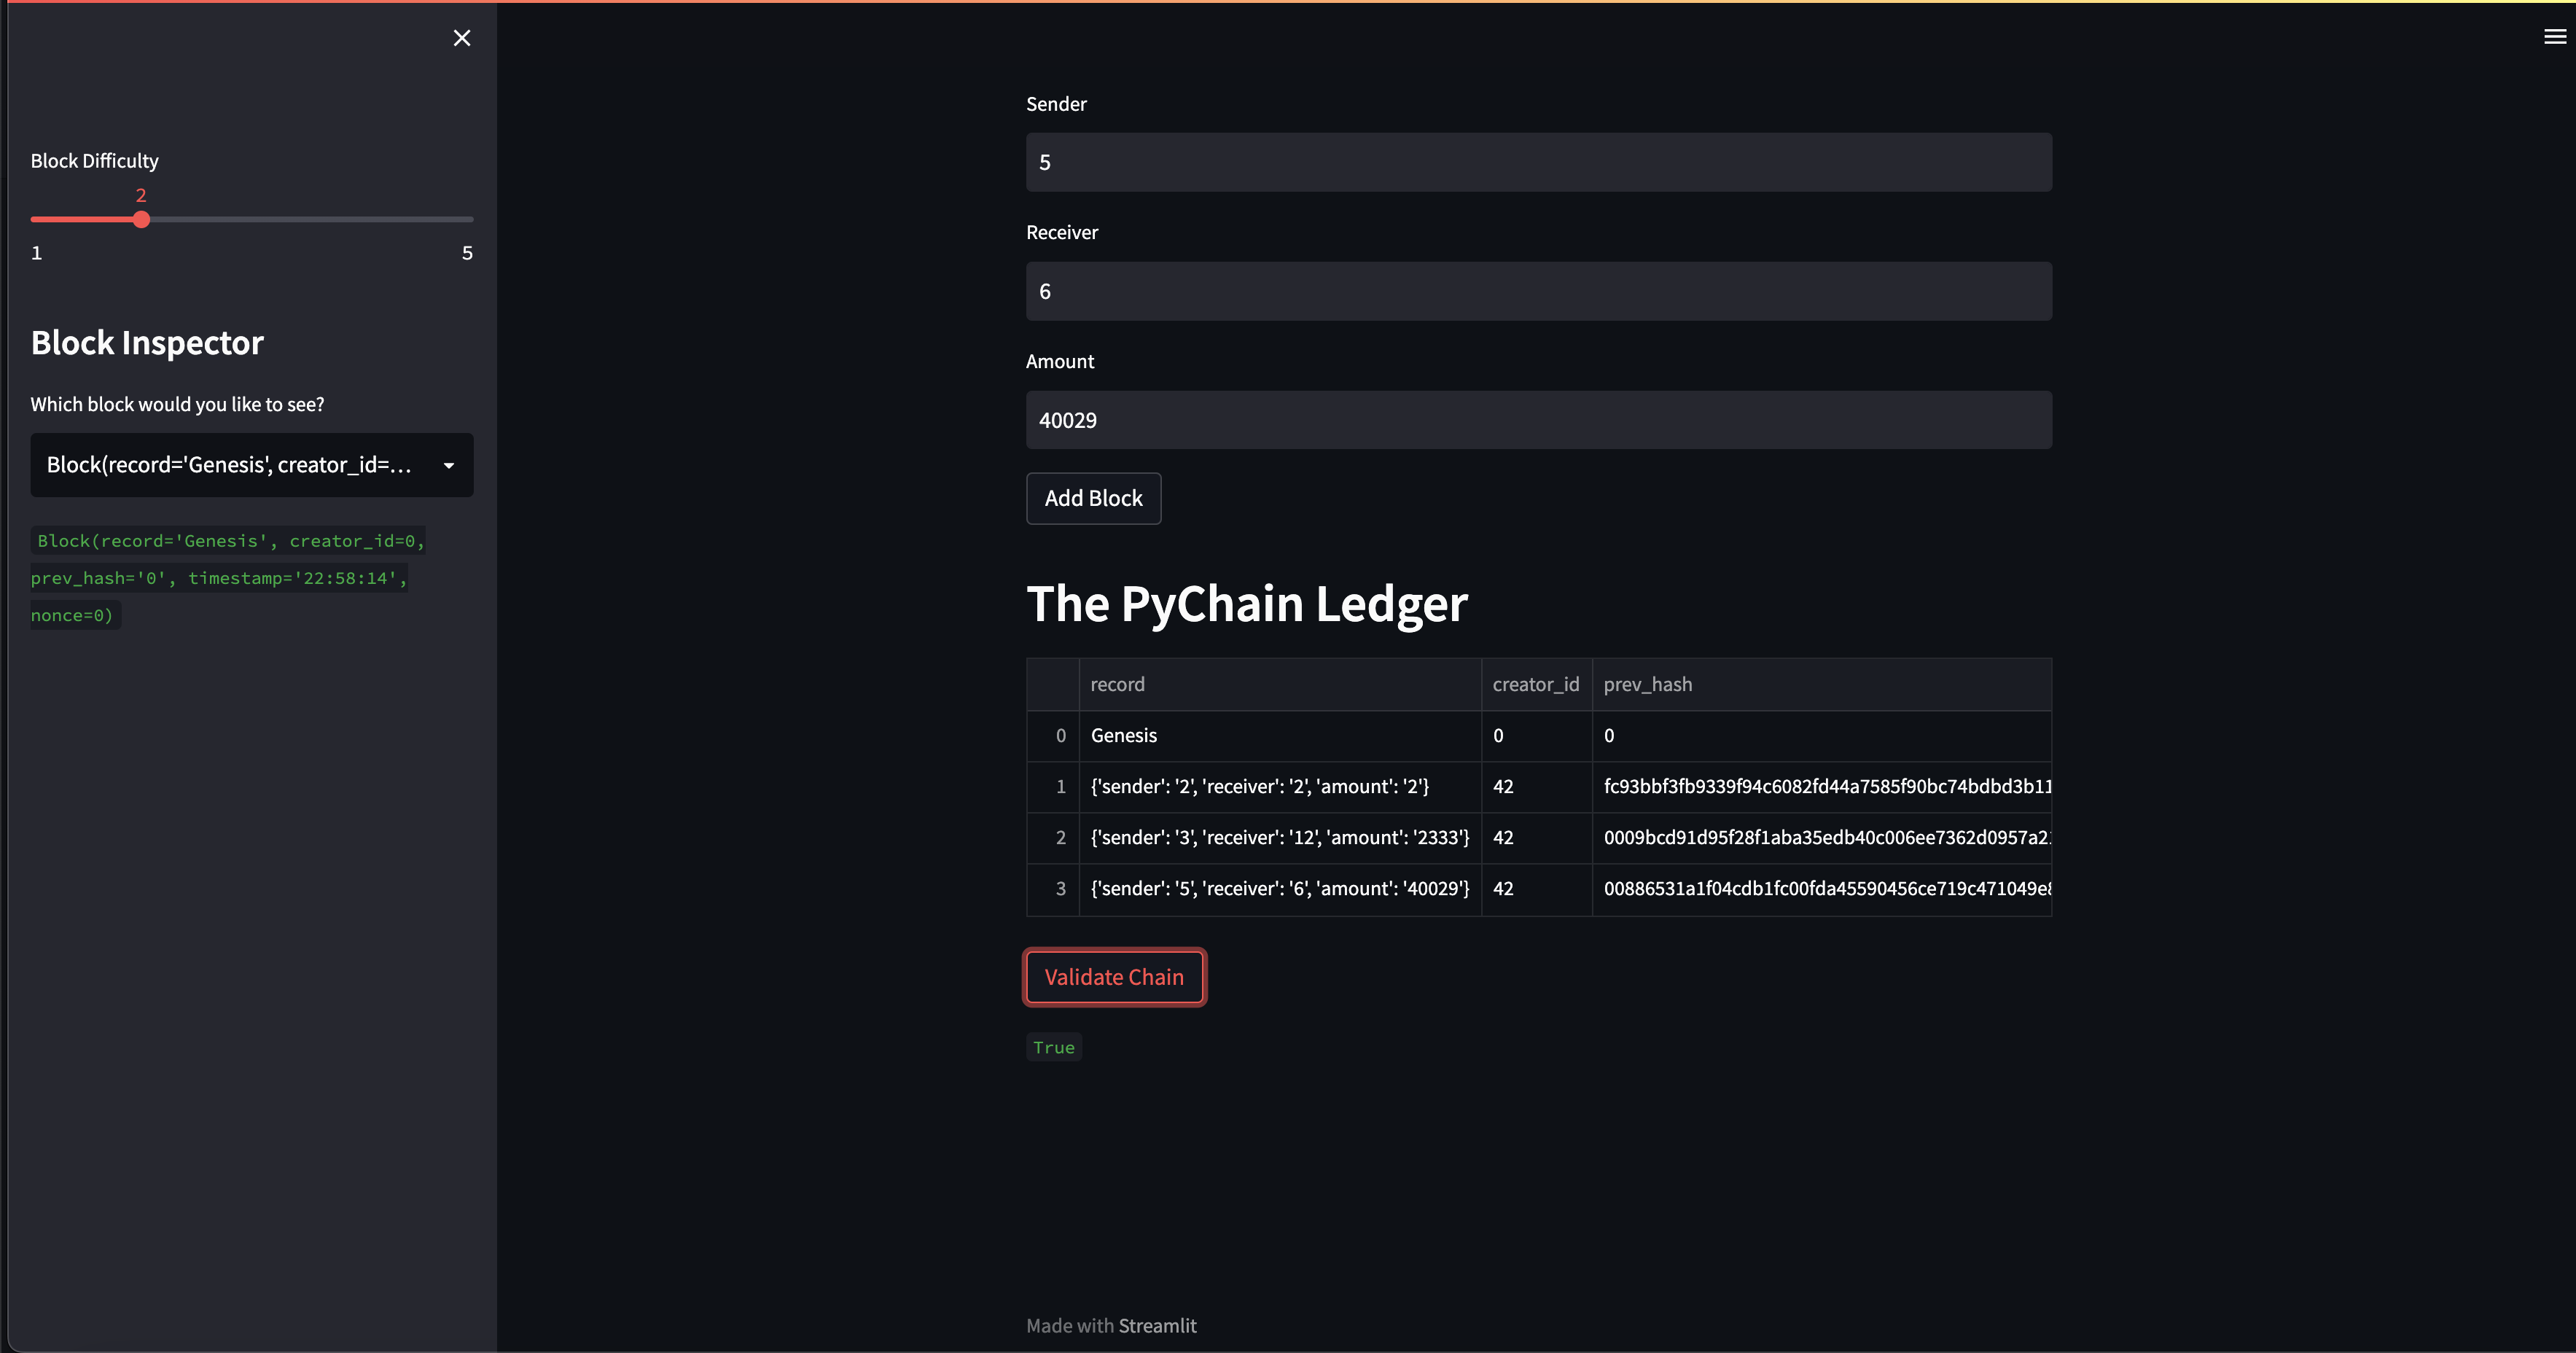 Block Difficulty
2
1 5
Block Inspector
Which block would you like to see?
Block(record='Genesis', creator_id=...
Block(record='Genesis', creator_id=0,
prev_hash='0', timestamp='22:58:14',
nonce=0)
Sender
5
Receiver
6
Amount
40029
Add Block
The PyChain Ledger
record creator_id prev_hash
0 Genesis 0 0
1 {'sender': '2', 'receiver': '2', 'amount': '2'} 42 fc93bbf3fb9339f94c6082fd44a7585f90bc74bdbd3b11
2 {'sender': '3', 'receiver': '12', 'amount': '2333'} 42 0009bcd91d95f28f1aba35edb40c006ee7362d0957a2
3 {'sender': '5', 'receiver': '6', 'amount': '40029'} 42 00886531a1f04cdb1fc00fda45590456ce719c471049e
Validate Chain
True
Made with Streamlit